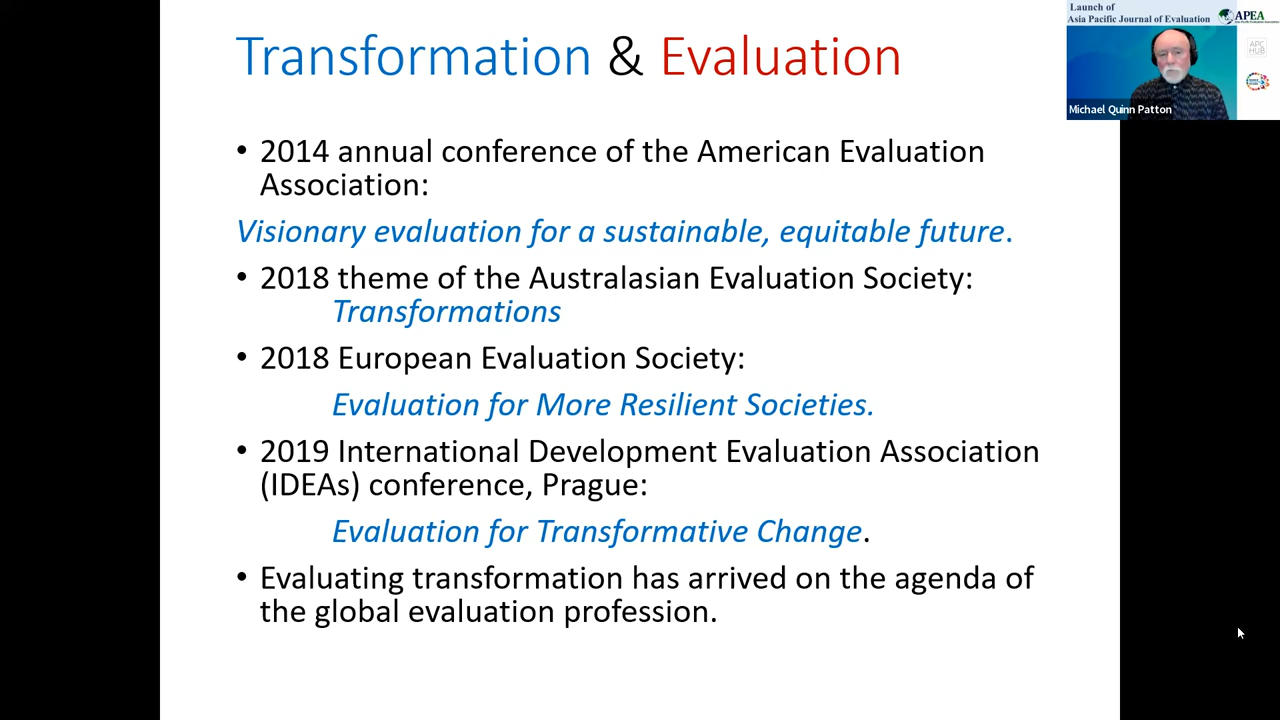 Transformation & Evaluation
Launch of
Asia Pacific Journal of Evaluation
APEA
APC
HUB
Michael Quinn Patton
• 2014 annual conference of the American Evaluation
Association:
Visionary evaluation for a sustainable, equitable future.
• 2018 theme of the Australasian Evaluation Society:
Transformations
• 2018 European Evaluation Society:
Evaluation for More Resilient Societies.
• 2019 International Development Evaluation Association
(IDEAs) conference, Prague:
Evaluation for Transformative Change.
• Evaluating transformation has arrived on the agenda of
the global evaluation profession.